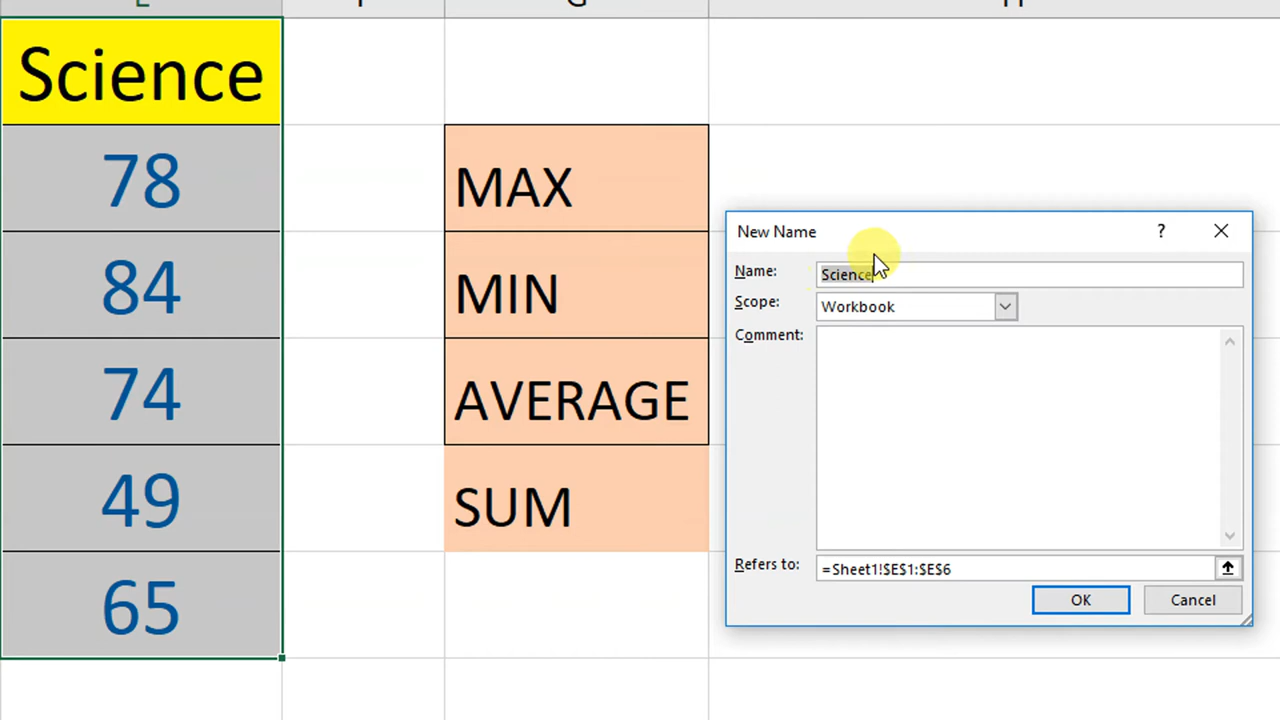 Science
78
84
74
49
65
MAX
MIN
AVERAGE
SUM
New Name
?
Name:
Science
Scope:
Workbook
Comment:
Refers to:
=Sheet1!$E$1:$E$6
OK
Cancel